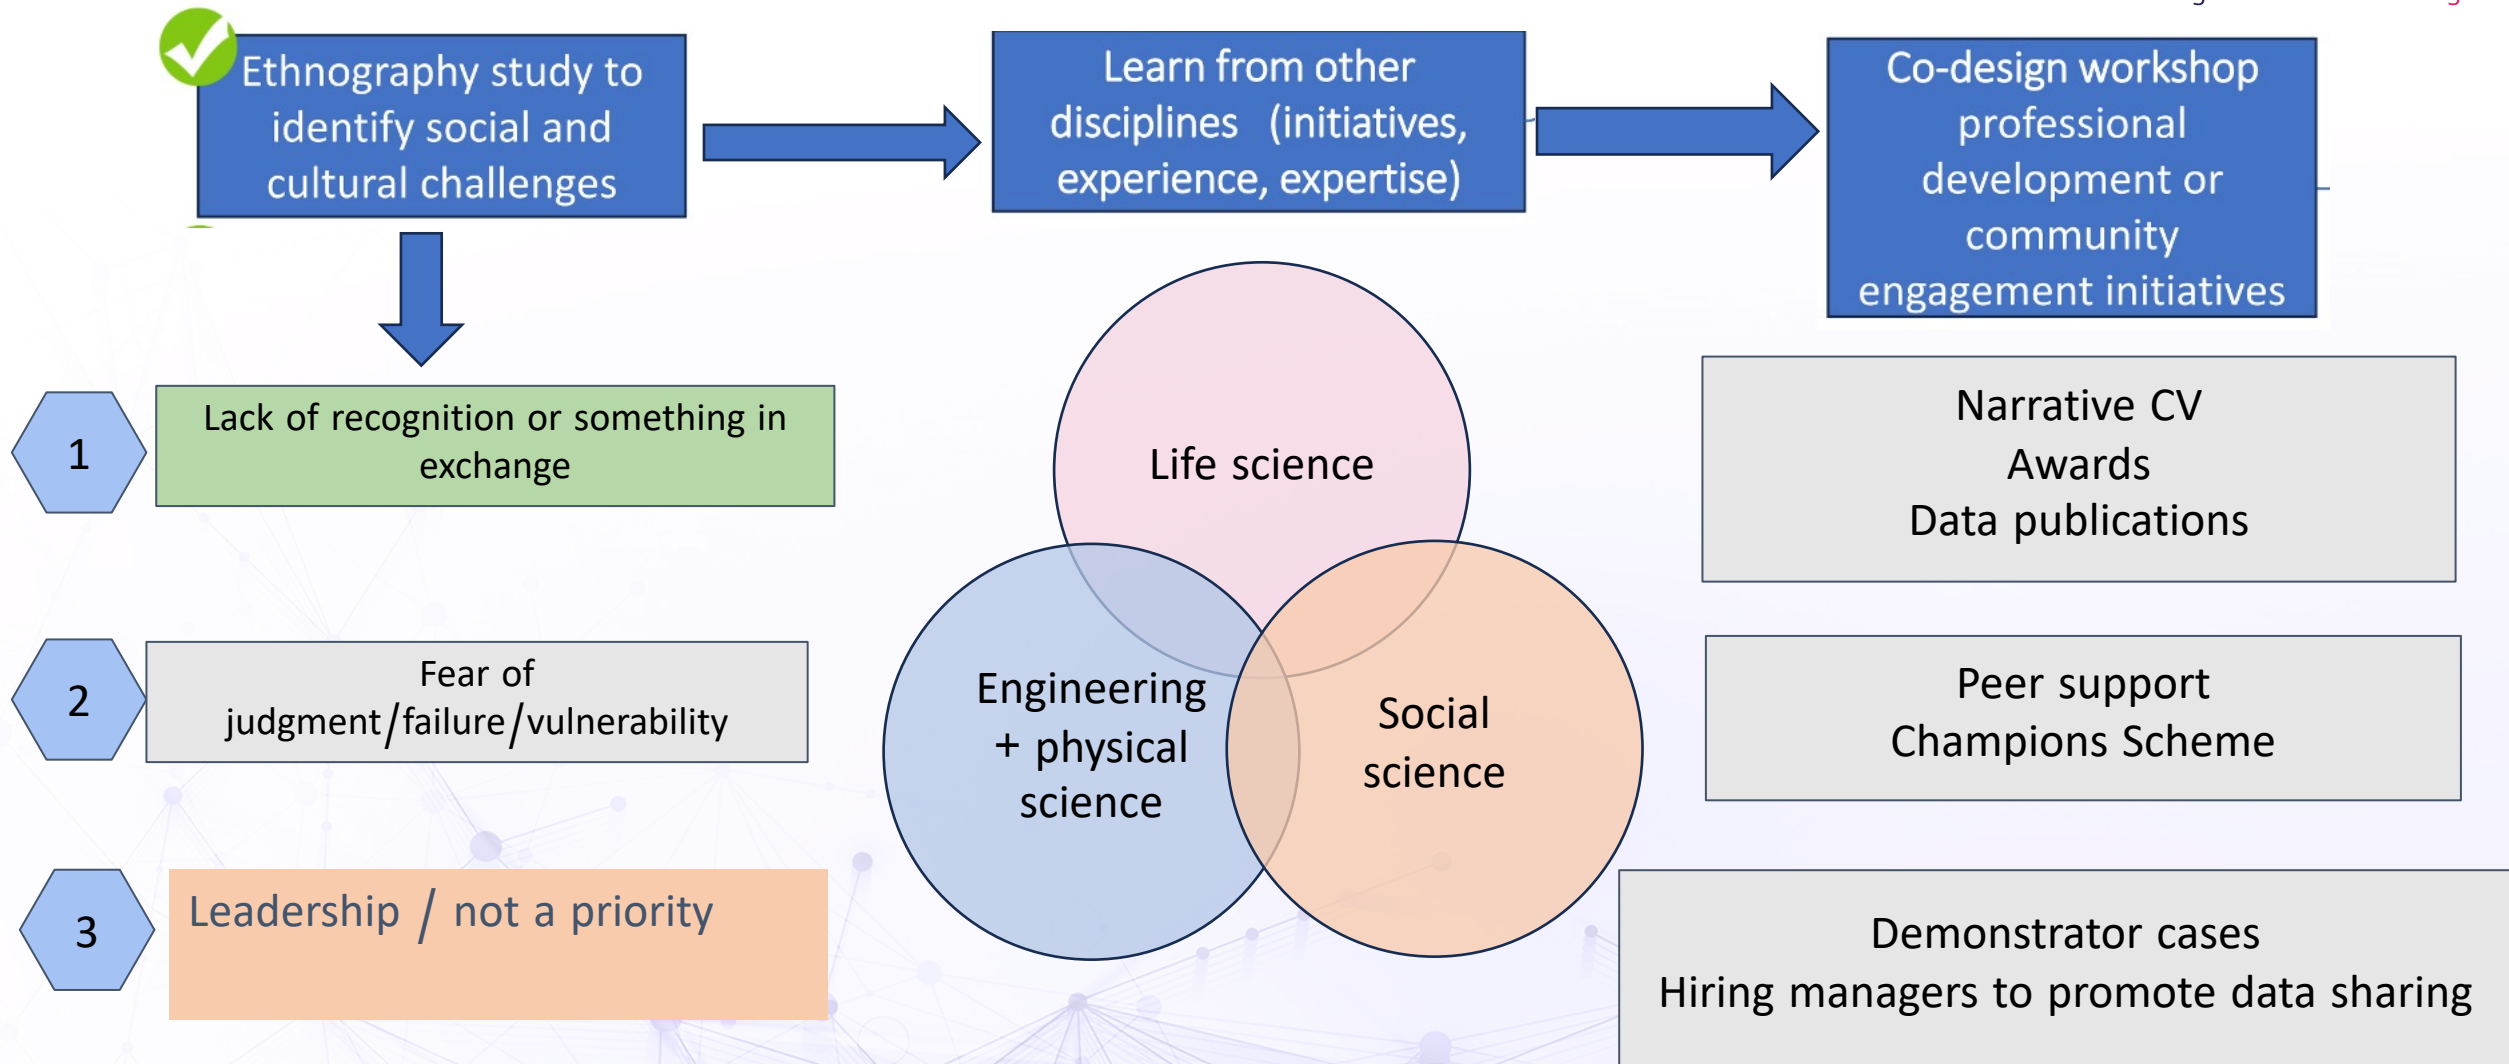 Ethnography study to
identify social and
cultural challenges
Learn from other
disciplines (initiatives,
experience, expertise)
Co-design workshop
professional
development or
community
engagement initiatives
1
Lack of recognition or something in
exchange
2
Fear of
judgment/failure/vulnerability
3
Leadership / not a priority
Life science
Engineering
+ physical
science
Social
science
Narrative CV
Awards
Data publications
Peer support
Champions Scheme
Demonstrator cases
Hiring managers to promote data sharing